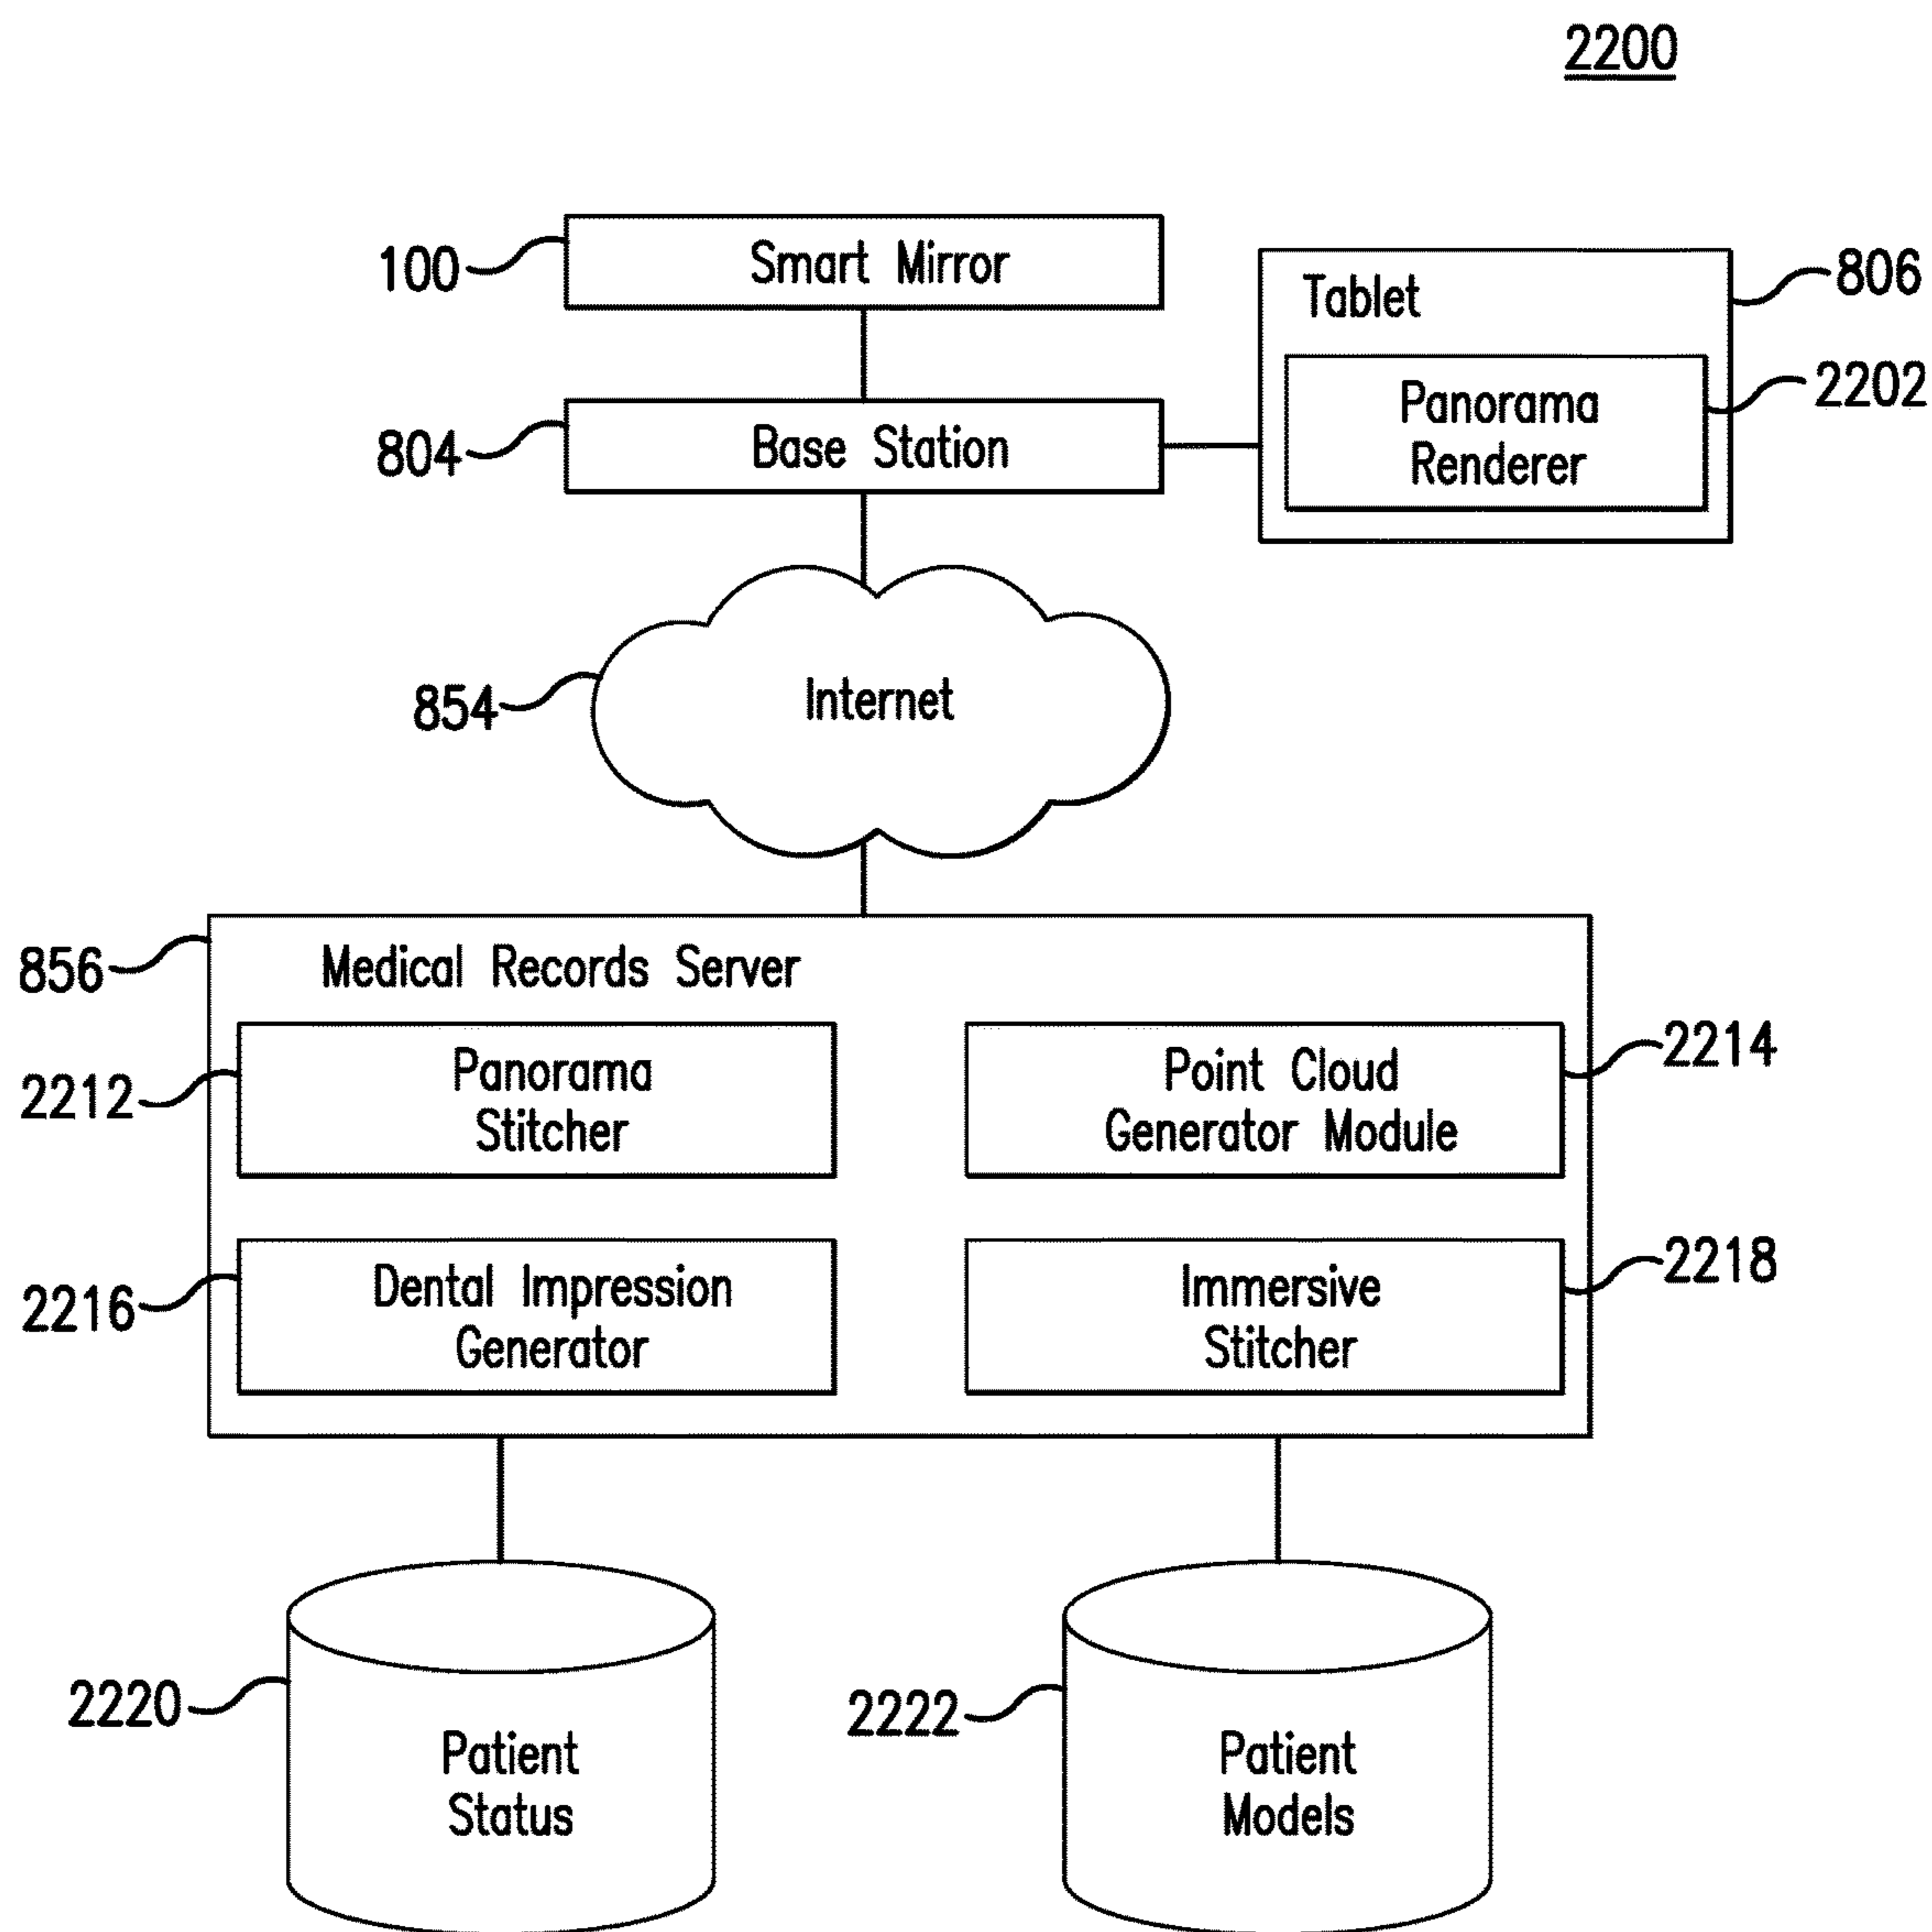 2200
100
Smart Mirror
Tablet
806
Panorama
Renderer
2202
804
Base Station
854
Internet
856
Medical Records Server
2212
Panorama
Stitcher
Point Cloud
Generator Module
2214
2216
Dental Impression
Generator
Immersive
Stitcher
2218
2220
Patient
Status
2222
Patient
Models